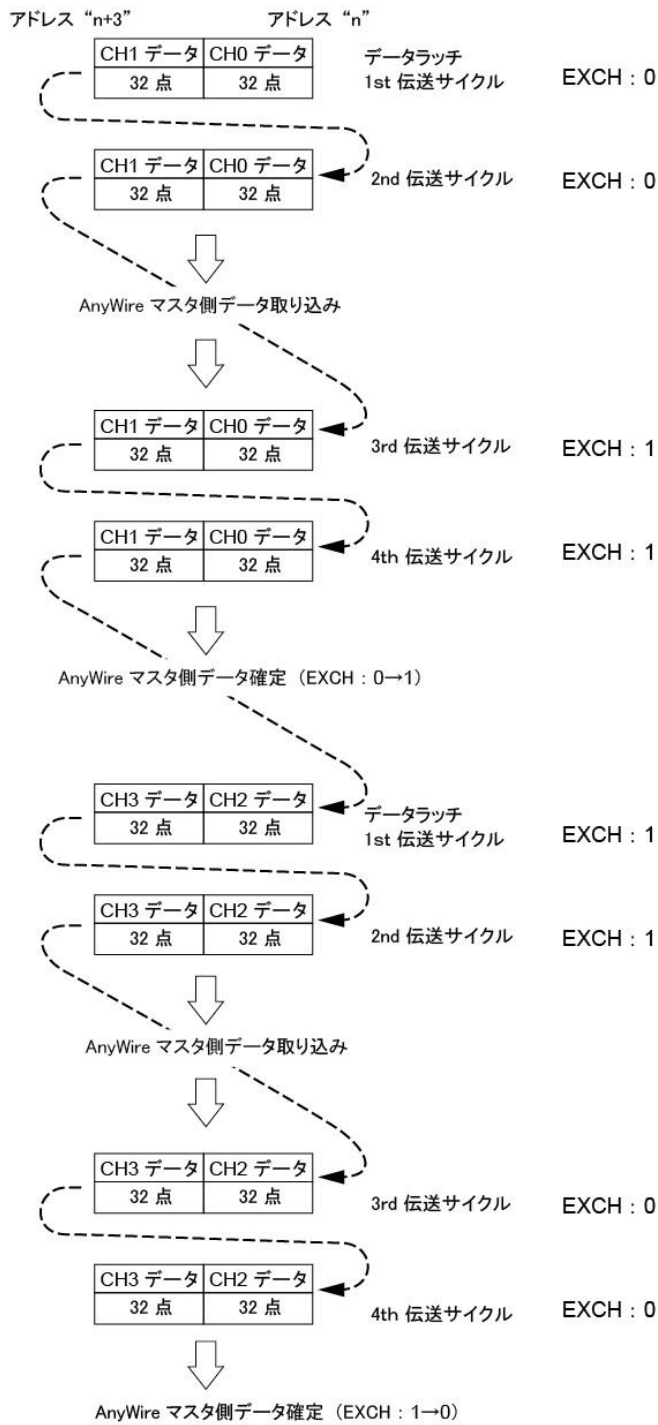 アドレス “n+3” アドレス “n”
CH1 データ CH0 データ データラッチ
32 点 32 点 1st 伝送サイクル EXCH : 0
CH1 データ CH0 データ
32 点 32 点 2nd 伝送サイクル EXCH : 0
AnyWire マスタ側データ取り込み
CH1 データ CH0 データ
32 点 32 点 3rd 伝送サイクル EXCH : 1
CH1 データ CH0 データ
32 点 32 点 4th 伝送サイクル EXCH : 1
AnyWire マスタ側データ確定 (EXCH : 0→1)
CH3 データ CH2 データ データラッチ
32 点 32 点 1st 伝送サイクル EXCH : 1
CH3 データ CH2 データ
32 点 32 点 2nd 伝送サイクル EXCH : 1
AnyWire マスタ側データ取り込み
CH3 データ CH2 データ
32 点 32 点 3rd 伝送サイクル EXCH : 0
CH3 データ CH2 データ
32 点 32 点 4th 伝送サイクル EXCH : 0
AnyWire マスタ側データ確定 (EXCH : 1→0)